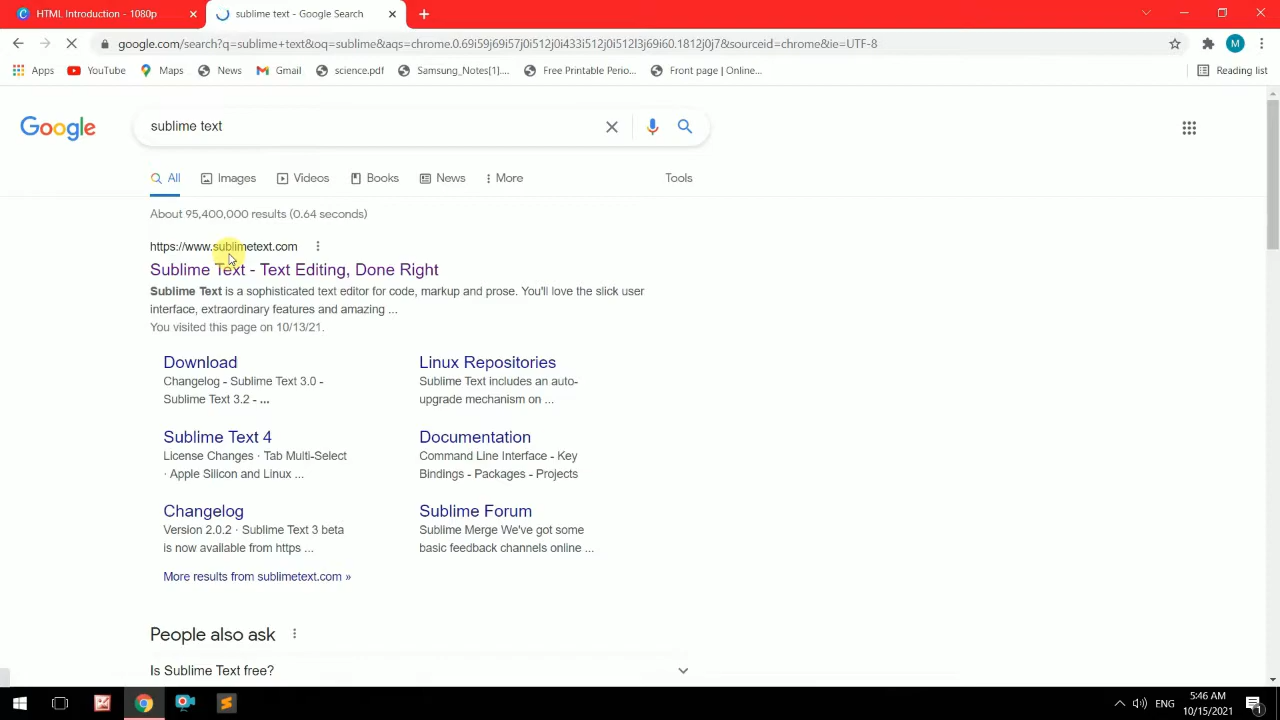 HTML Introduction - 1080p
sublime text - Google Search
google.com/search?q=sublime+text&oq=sublime&aqs=chrome.0.69i59j69i57j0i512j0i433i512j0i512l3j69i60.1812j0j7&sourceid=chrome&ie=UTF-8
M
Apps
YouTube
Maps
News
Gmail
science.pdf
Samsung_Notes[1]....
Free Printable Perio...
Front page | Online...
Reading list
Google
sublime text
All
Images
Videos
Books
News
More
Tools
About 95,400,000 results (0.64 seconds)
https://www.sublimetext.com
Sublime Text - Text Editing, Done Right
Sublime Text is a sophisticated text editor for code, markup and prose. You'll love the slick user
interface, extraordinary features and amazing ...
You visited this page on 10/13/21.
Download
Changelog - Sublime Text 3.0 -
Sublime Text 3.2 - ...
Linux Repositories
Sublime Text includes an auto-
upgrade mechanism on ...
Sublime Text 4
License Changes · Tab Multi-Select
· Apple Silicon and Linux ...
Documentation
Command Line Interface - Key
Bindings - Packages - Projects
Changelog
Version 2.0.2 · Sublime Text 3 beta
is now available from https ...
Sublime Forum
Sublime Merge We've got some
basic feedback channels online ...
More results from sublimetext.com »
People also ask
Is Sublime Text free?
ENG
5:46 AM
10/15/2021
1